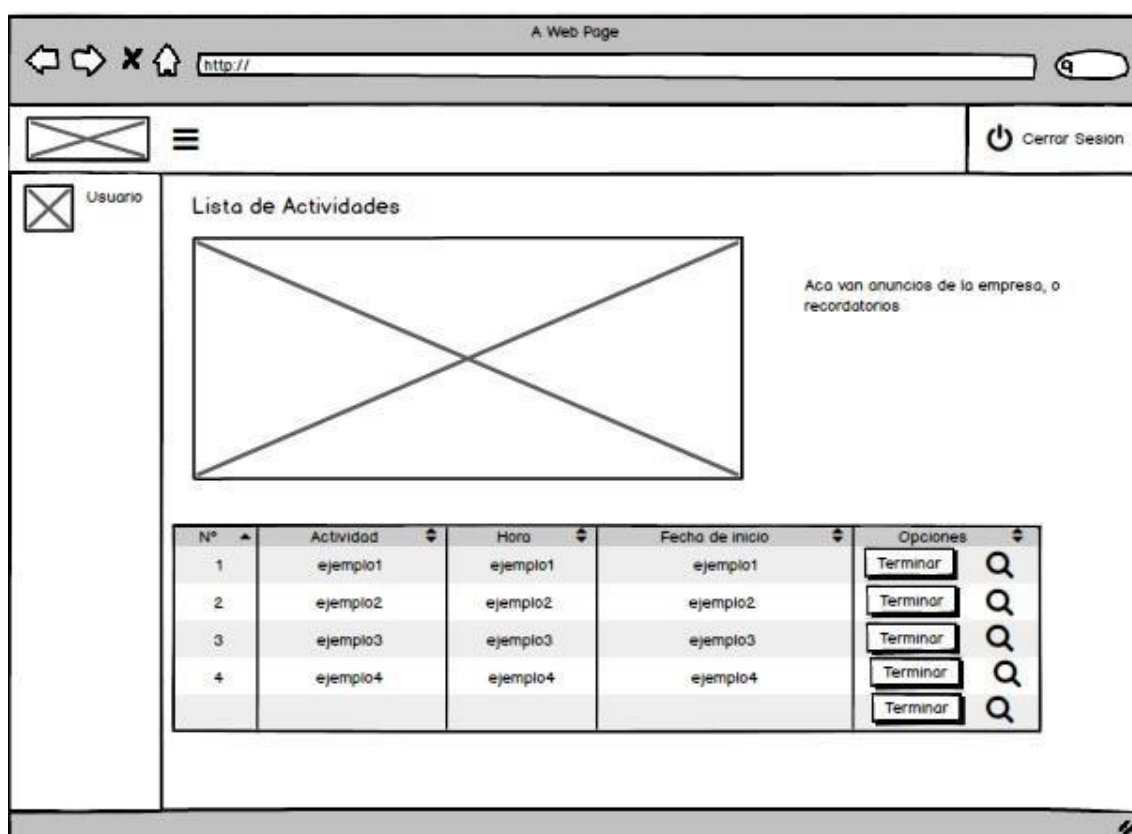 A Web Page
http://
Cerrar Sesion
Usuario
Lista de Actividades
Aca van anuncios de la empresa, o
recordatorios
N° Actividad Hora Fecha de inicio Opciones
1 ejemplo1 ejemplo1 ejemplo1 Terminar
2 ejemplo2 ejemplo2 ejemplo2 Terminar
3 ejemplo3 ejemplo3 ejemplo3 Terminar
4 ejemplo4 ejemplo4 ejemplo4 Terminar
Terminar